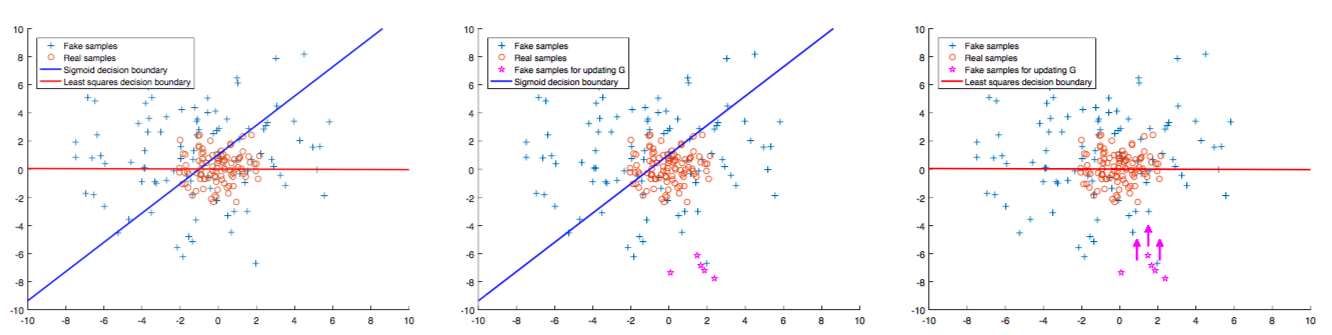 10
8
6
4
2
0
-2
-4
-6
-8
-10
-10 -8 -6 -4 -2 0 2 4 6 8 10
Fake samples
Real samples
Sigmoid decision boundary
Least squares decision boundary
10
8
6
4
2
0
-2
-4
-6
-8
-10
-10 -8 -6 -4 -2 0 2 4 6 8 10
Fake samples
Real samples
Fake samples for updating G
Sigmoid decision boundary
10
8
6
4
2
0
-2
-4
-6
-8
-10
-10 -8 -6 -4 -2 0 2 4 6 8 10
Fake samples
Real samples
Fake samples for updating G
Least squares decision boundary